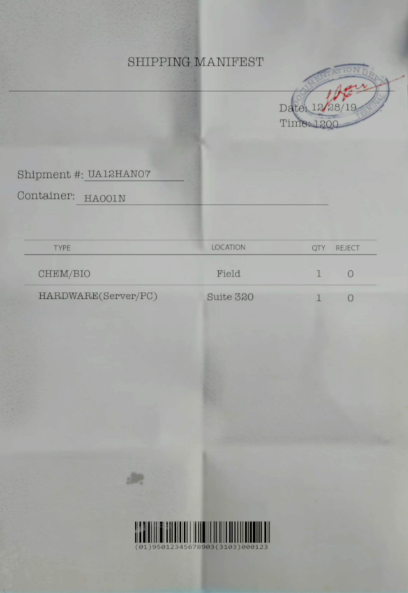 SHIPPING MANIFEST
Date: 12/28/19
Time: 1200
Shipment #: UA12HAN07
Container: HA001N
TYPE LOCATION QTY REJECT
CHEM/BIO Field 1 0
HARDWARE(Server/PC) Suite 320 1 0
(01)95012345678903(3103)000123